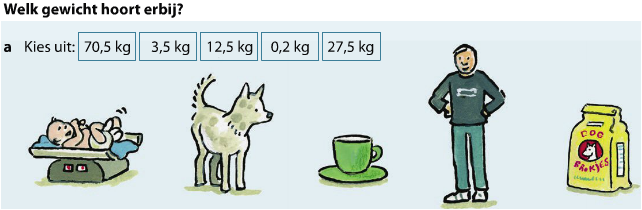 Welk gewicht hoort erbij?
a Kies uit: 70,5 kg 3,5 kg 12,5 kg 0,2 kg 27,5 kg
DOG
BROKJES